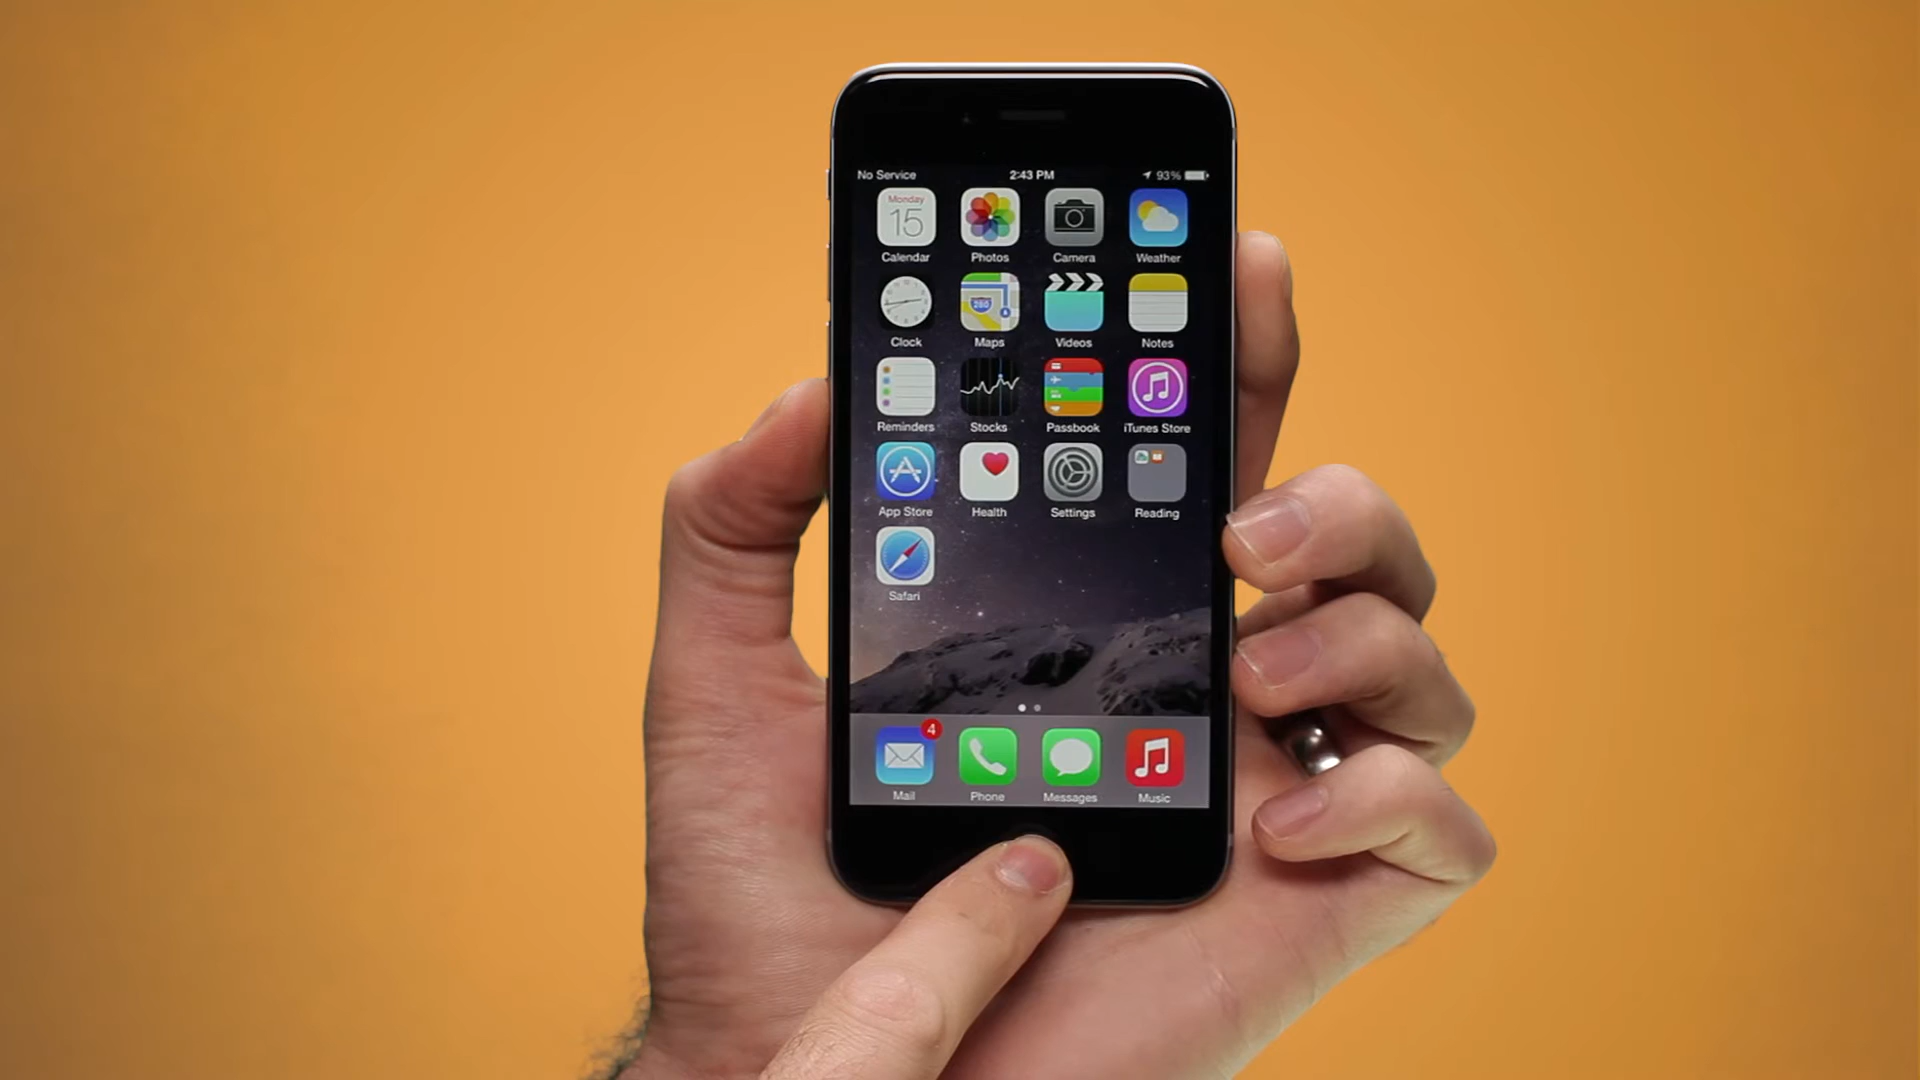 No Service 2:43 PM 93%
Monday
15
Calendar Photos Camera Weather
280
Clock Maps Videos Notes
Reminders Stocks Passbook iTunes Store
App Store Health Settings Reading
Safari
4
Mail Phone Messages Music